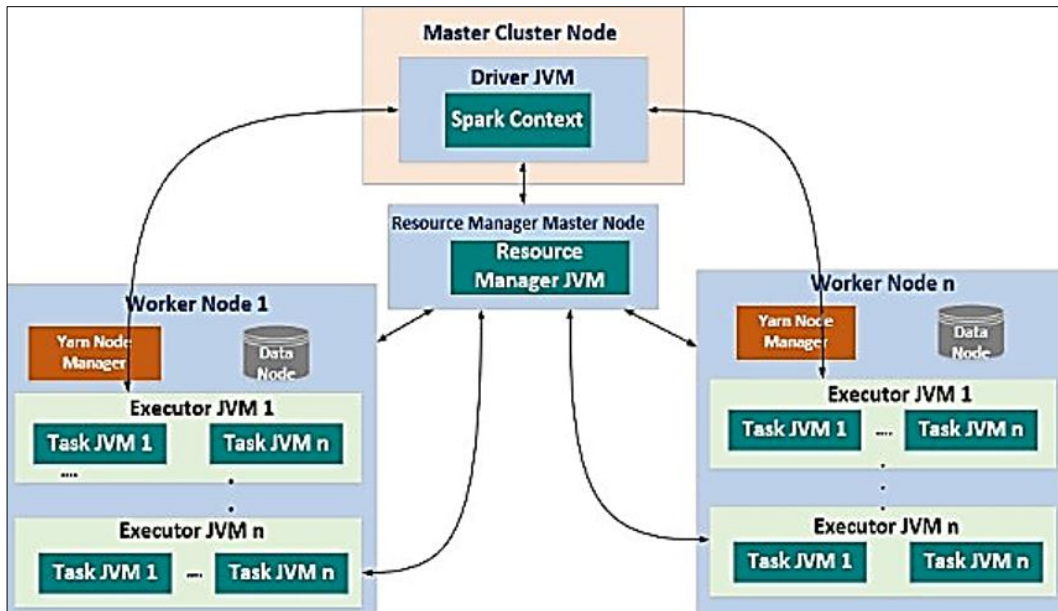 Master Cluster Node
Driver JVM
Spark Context
Resource Manager Master Node
Resource
Manager JVM
Worker Node 1
Yarn Node
Manager
Data
Node
Executor JVM 1
Task JVM 1
Task JVM n
....
.
.
Executor JVM n
Task JVM 1
....
Task JVM n
Worker Node n
Yarn Node
Manager
Data
Node
Executor JVM 1
Task JVM 1
....
Task JVM n
.
.
.
Executor JVM n
Task JVM 1
Task JVM n